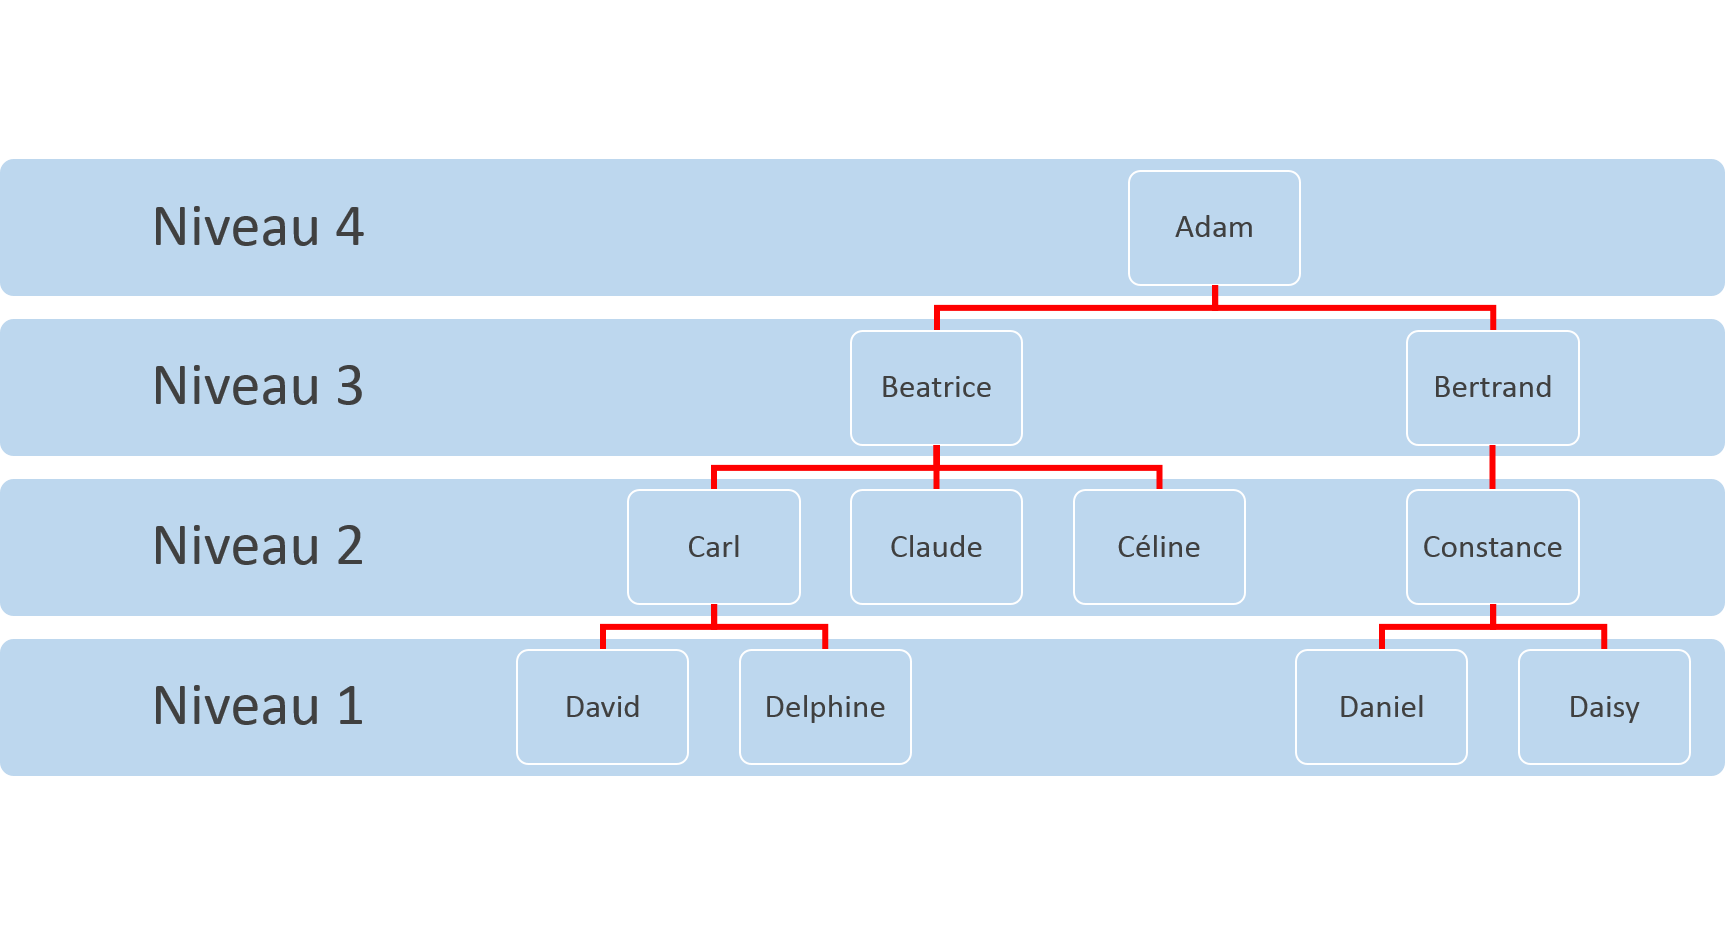 Niveau 4
Adam
Niveau 3
Beatrice
Bertrand
Niveau 2
Carl
Claude
Céline
Constance
Niveau 1
David
Delphine
Daniel
Daisy